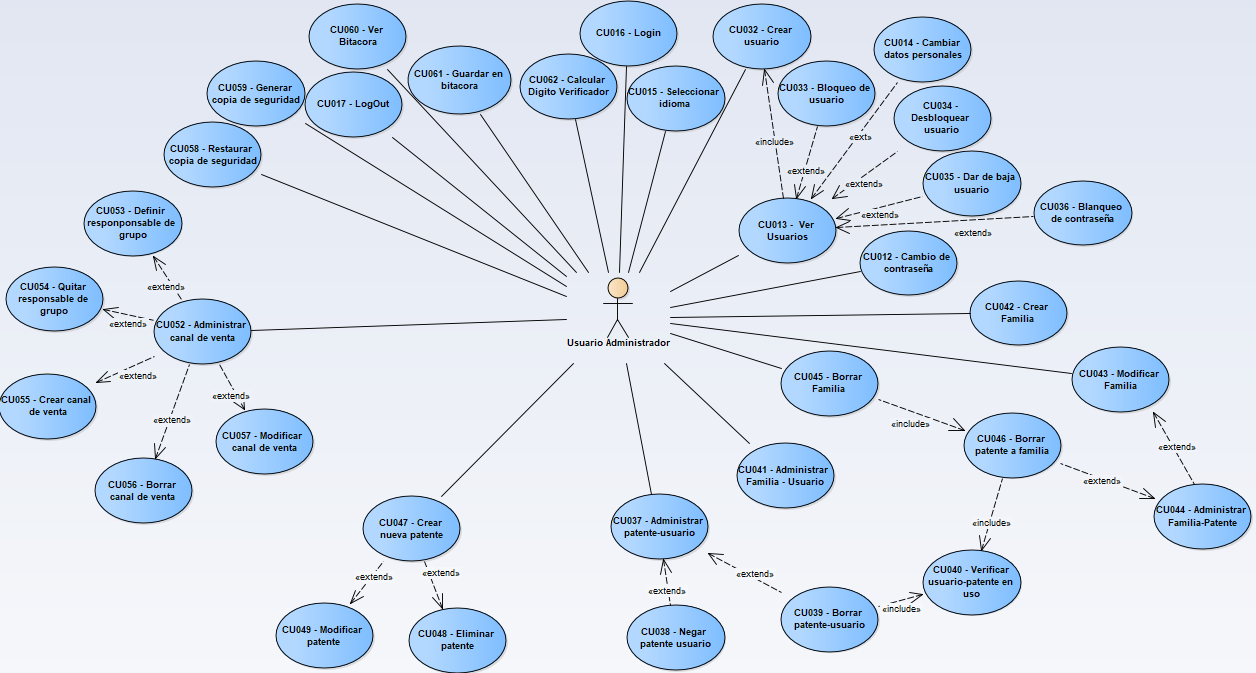 CU060 - Ver
Bitacora
CU016 - Login
CU032 - Crear
usuario
CU014 - Cambiar
datos personales
CU061 - Guardar en
bitacora
CU062 - Calcular
Digito Verificador
CU059 - Generar
copia de seguridad
CU017 - LogOut
CU015 - Seleccionar
idioma
CU033 - Bloqueo de
usuario
CU034 -
Desbloquear
usuario
«include»
«ext»
CU058 - Restaurar
copia de seguridad
«extend»
«extend»
CU035 - Dar de baja
usuario
CU053 - Definir
responponsable de
grupo
CU013 - Ver
Usuarios
«extend»
CU036 - Blanqueo
de contraseña
«extend»
CU012 - Cambio de
contraseña
«extend»
CU054 - Quitar
responsable de
grupo
«extend»
CU052 - Administrar
canal de venta
Usuario Administrador
CU042 - Crear
Familia
«extend»
CU055 - Crear canal
de venta
«extend»
«extend»
CU057 - Modificar
canal de venta
CU056 - Borrar
canal de venta
CU045 - Borrar
Familia
CU043 - Modificar
Familia
«include»
CU046 - Borrar
patente a familia
«extend»
CU041 - Administrar
Familia - Usuario
«extend»
CU044 - Administrar
Familia-Patente
CU047 - Crear
nueva patente
CU037 - Administrar
patente-usuario
«include»
«extend»
«extend»
«extend»
«extend»
CU040 - Verificar
usuario-patente en
uso
CU049 - Modificar
patente
CU048 - Eliminar
patente
CU038 - Negar
patente usuario
CU039 - Borrar
patente-usuario
«include»